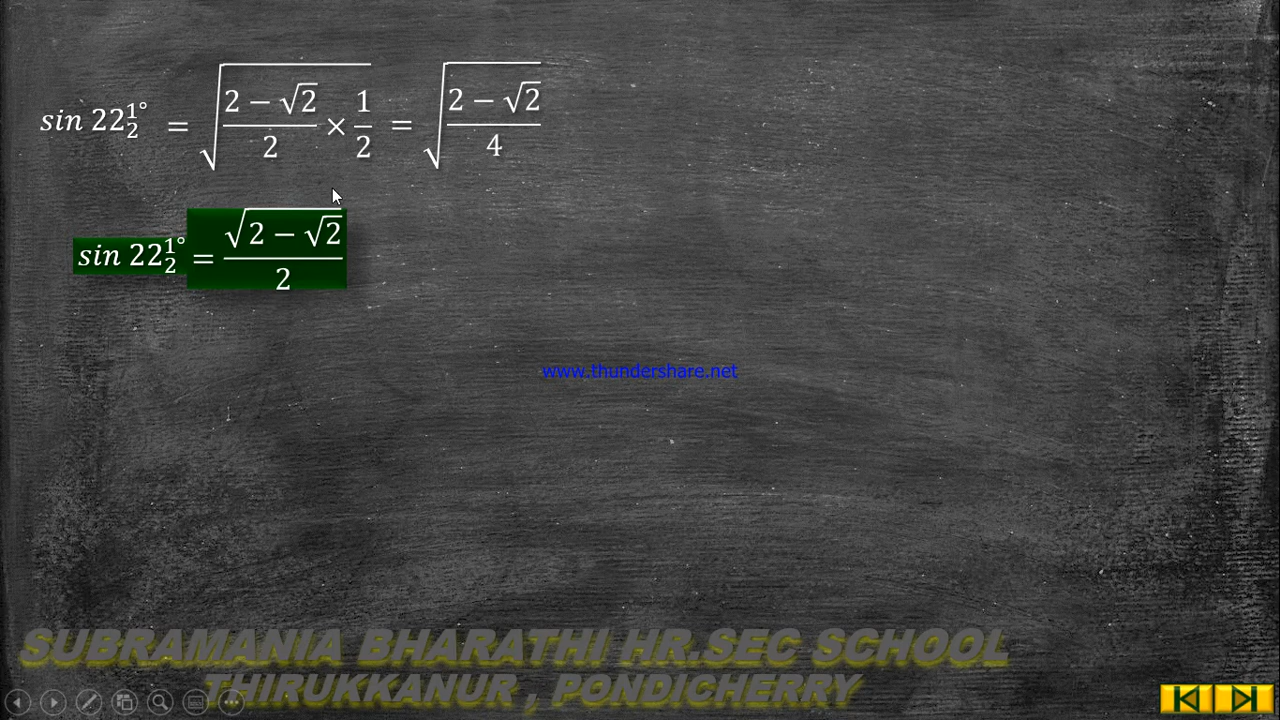 sin 22½° = √((2 − √2)/2 × 1/2) = √((2 − √2)/4)
sin 22½° = √(2 − √2)/2
www.thundershare.net
SUBRAMANIA BHARATHI HR.SEC SCHOOL
THIRUKKANUR , PONDICHERRY